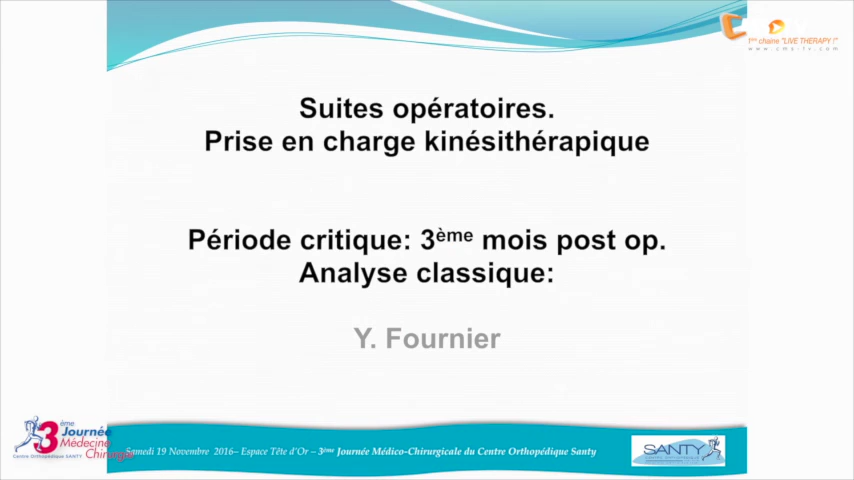 1ère chaine "LIVE THERAPY !"
www.cms-tv.com
Suites opératoires.
Prise en charge kinésithérapique
Période critique: 3ème mois post op.
Analyse classique:
Y. Fournier
3ème Journée
Médecine
Chirurgie
Centre Orthopédique SANTY
Samedi 19 Novembre 2016– Espace Tête d'Or – 3ème Journée Médico-Chirurgicale du Centre Orthopédique Santy
SANTY